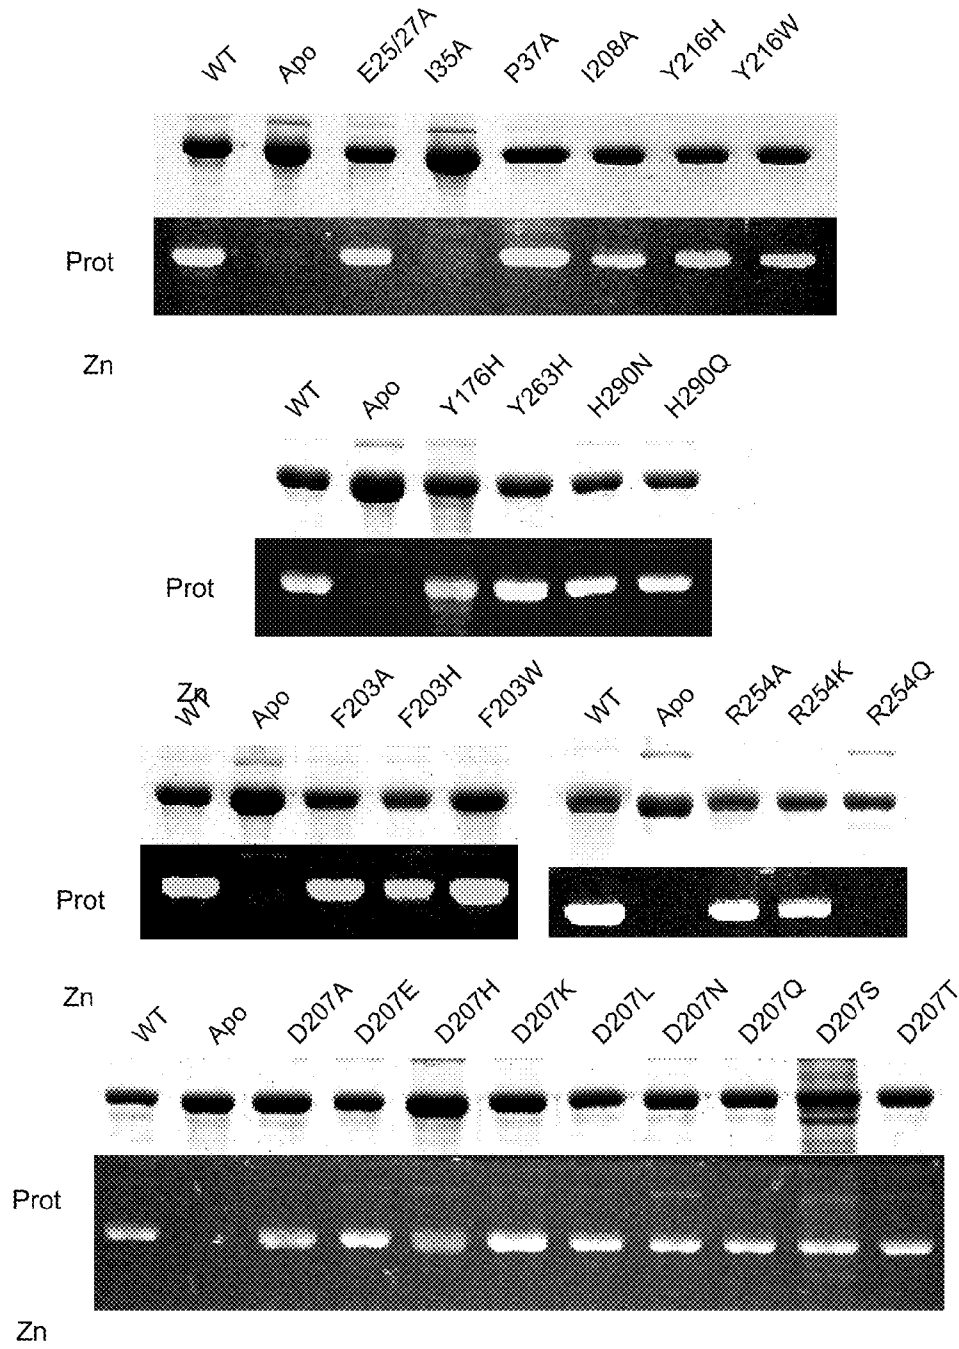 WT Apo E25/27A I35A P37A I208A Y216H Y216W
Prot
Zn
WT Apo Y176H Y263H H290N H290Q
Prot
Zn
WT Apo F203A F203H F203W WT Apo R254A R254K R254Q
Prot
Zn
WT Apo D207A D207E D207H D207K D207L D207N D207Q D207S D207T
Prot
Zn